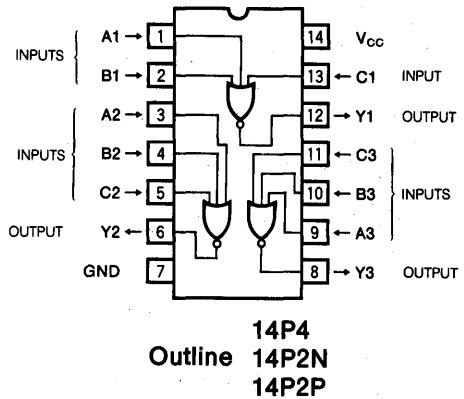 A1 → 1 14 VCC
INPUTS
B1 → 2 13 ← C1 INPUT
A2 → 3 12 → Y1 OUTPUT
INPUTS B2 → 4 11 ← C3
C2 → 5 10 ← B3 INPUTS
OUTPUT Y2 ← 6 9 ← A3
GND 7 8 → Y3 OUTPUT
14P4
Outline 14P2N
14P2P